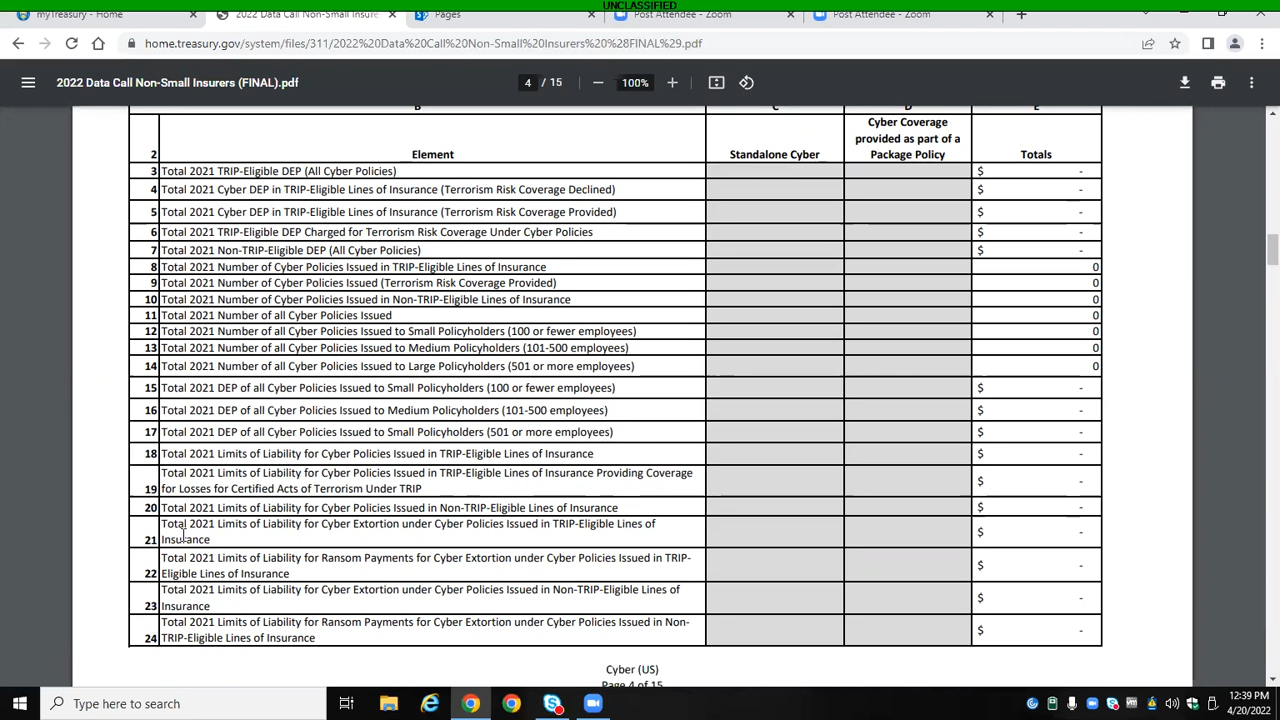 UNCLASSIFIED
myTreasury - Home
2022 Data Call Non-Small Insure
Pages
Post Attendee - Zoom
Post Attendee - Zoom
home.treasury.gov/system/files/311/2022%20Data%20Call%20Non-Small%20Insurers%20%28FINAL%29.pdf
2022 Data Call Non-Small Insurers (FINAL).pdf
4 / 15
100%
B C D E
2 Element Standalone Cyber Cyber Coverage
provided as part of a
Package Policy Totals
3 Total 2021 TRIP-Eligible DEP (All Cyber Policies) $ -
4 Total 2021 Cyber DEP in TRIP-Eligible Lines of Insurance (Terrorism Risk Coverage Declined) $ -
5 Total 2021 Cyber DEP in TRIP-Eligible Lines of Insurance (Terrorism Risk Coverage Provided) $ -
6 Total 2021 TRIP-Eligible DEP Charged for Terrorism Risk Coverage Under Cyber Policies $ -
7 Total 2021 Non-TRIP-Eligible DEP (All Cyber Policies) $ -
8 Total 2021 Number of Cyber Policies Issued in TRIP-Eligible Lines of Insurance 0
9 Total 2021 Number of Cyber Policies Issued (Terrorism Risk Coverage Provided) 0
10 Total 2021 Number of Cyber Policies Issued in Non-TRIP-Eligible Lines of Insurance 0
11 Total 2021 Number of all Cyber Policies Issued 0
12 Total 2021 Number of all Cyber Policies Issued to Small Policyholders (100 or fewer employees) 0
13 Total 2021 Number of all Cyber Policies Issued to Medium Policyholders (101-500 employees) 0
14 Total 2021 Number of all Cyber Policies Issued to Large Policyholders (501 or more employees) 0
15 Total 2021 DEP of all Cyber Policies Issued to Small Policyholders (100 or fewer employees) $ -
16 Total 2021 DEP of all Cyber Policies Issued to Medium Policyholders (101-500 employees) $ -
17 Total 2021 DEP of all Cyber Policies Issued to Small Policyholders (501 or more employees) $ -
18 Total 2021 Limits of Liability for Cyber Policies Issued in TRIP-Eligible Lines of Insurance $ -
Total 2021 Limits of Liability for Cyber Policies Issued in TRIP-Eligible Lines of Insurance Providing Coverage
19 for Losses for Certified Acts of Terrorism Under TRIP $ -
20 Total 2021 Limits of Liability for Cyber Policies Issued in Non-TRIP-Eligible Lines of Insurance $ -
Total 2021 Limits of Liability for Cyber Extortion under Cyber Policies Issued in TRIP-Eligible Lines of
21 Insurance $ -
Total 2021 Limits of Liability for Ransom Payments for Cyber Extortion under Cyber Policies Issued in TRIP-
22 Eligible Lines of Insurance $ -
Total 2021 Limits of Liability for Cyber Extortion under Cyber Policies Issued in Non-TRIP-Eligible Lines of
23 Insurance $ -
Total 2021 Limits of Liability for Ransom Payments for Cyber Extortion under Cyber Policies Issued in Non-
24 TRIP-Eligible Lines of Insurance $ -
Cyber (US)
Page 4 of 15
Type here to search
12:39 PM
4/20/2022